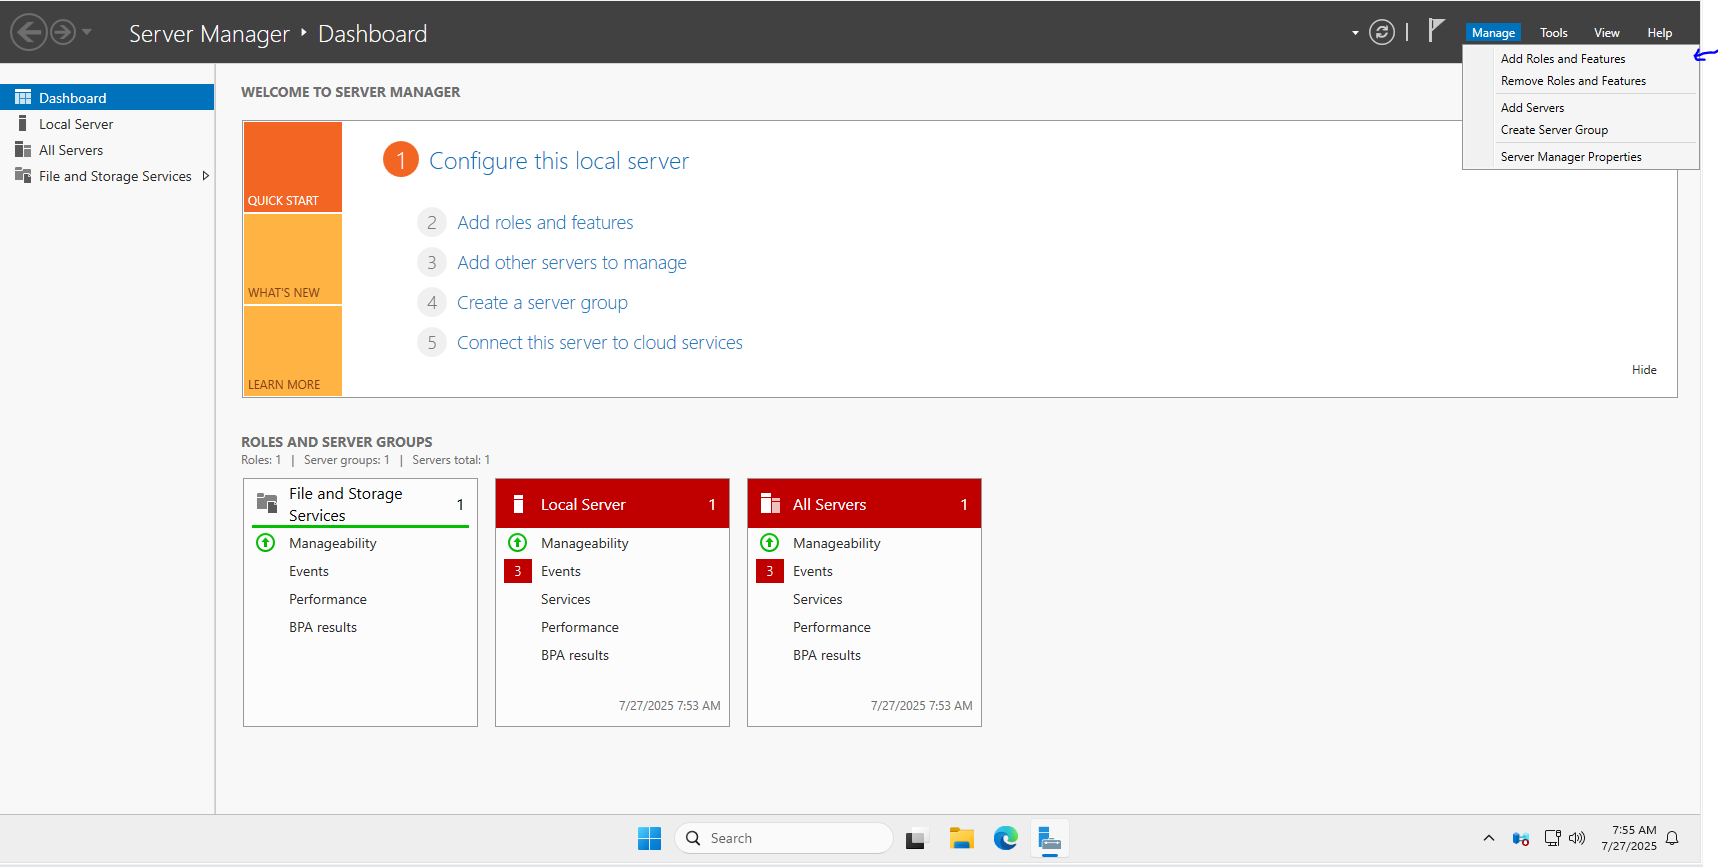 Server Manager ‣ Dashboard
Manage Tools View Help
Add Roles and Features
Remove Roles and Features
Add Servers
Create Server Group
Server Manager Properties
Dashboard
Local Server
All Servers
File and Storage Services
WELCOME TO SERVER MANAGER
QUICK START
WHAT'S NEW
LEARN MORE
1 Configure this local server
2 Add roles and features
3 Add other servers to manage
4 Create a server group
5 Connect this server to cloud services
Hide
ROLES AND SERVER GROUPS
Roles: 1 | Server groups: 1 | Servers total: 1
File and Storage
Services
1
Manageability
Events
Performance
BPA results
Local Server 1
Manageability
3 Events
Services
Performance
BPA results
7/27/2025 7:53 AM
All Servers 1
Manageability
3 Events
Services
Performance
BPA results
7/27/2025 7:53 AM
Search
7:55 AM
7/27/2025